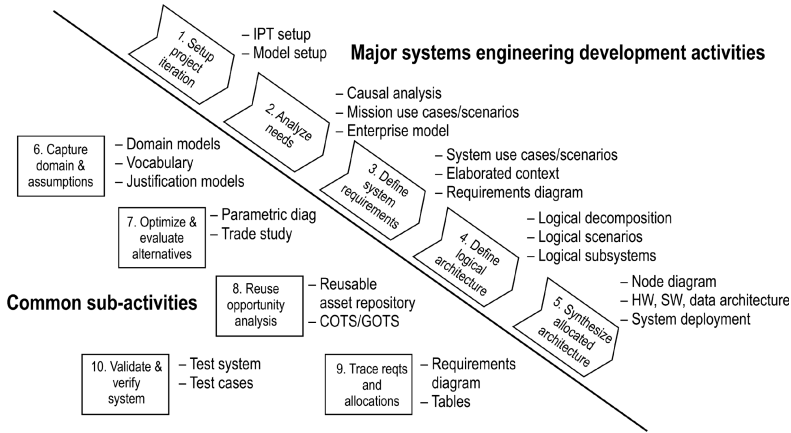 1. Setup
project
iteration
– IPT setup
– Model setup
Major systems engineering development activities
2. Analyze
needs
– Causal analysis
– Mission use cases/scenarios
– Enterprise model
3. Define
system
requirements
– System use cases/scenarios
– Elaborated context
– Requirements diagram
4. Define
logical
architecture
– Logical decomposition
– Logical scenarios
– Logical subsystems
5. Synthesize
allocated
architecture
– Node diagram
– HW, SW, data architecture
– System deployment
6. Capture
domain &
assumptions
– Domain models
– Vocabulary
– Justification models
7. Optimize &
evaluate
alternatives
– Parametric diag
– Trade study
Common sub-activities
8. Reuse
opportunity
analysis
– Reusable
asset repository
– COTS/GOTS
10. Validate &
verify
system
– Test system
– Test cases
9. Trace reqts
and
allocations
– Requirements
diagram
– Tables